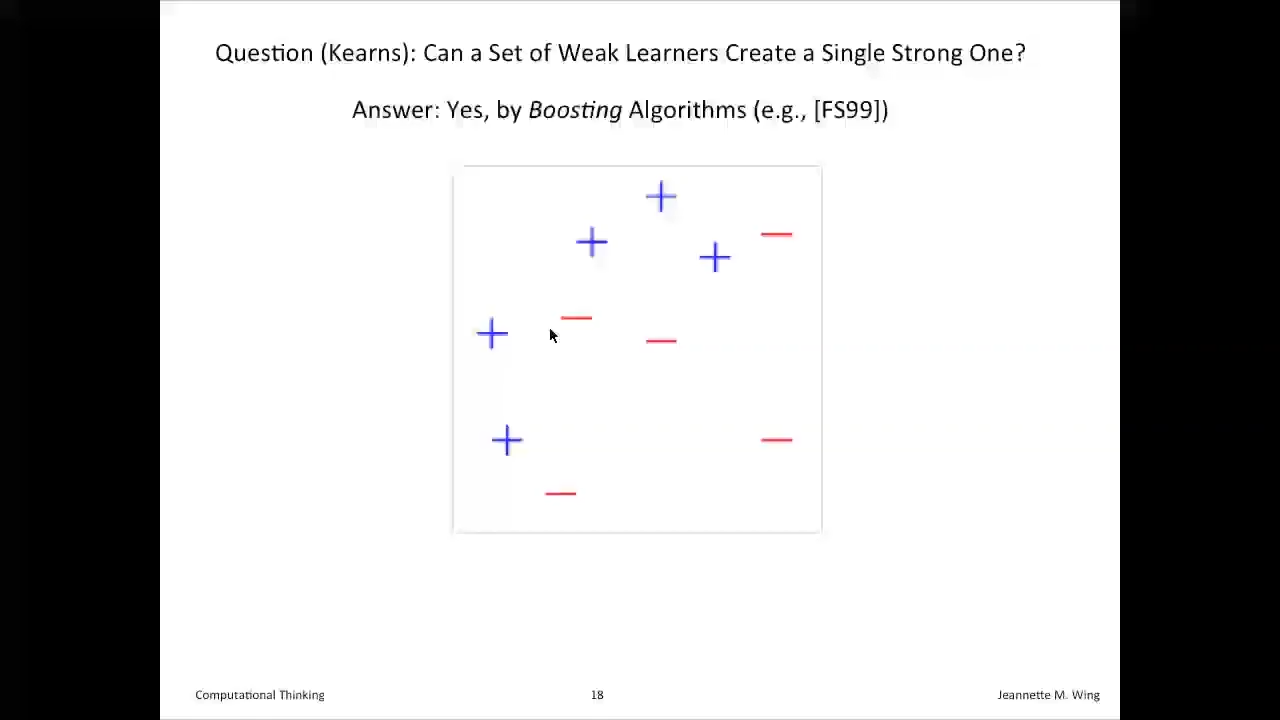 Question (Kearns): Can a Set of Weak Learners Create a Single Strong One?
Answer: Yes, by Boosting Algorithms (e.g., [FS99])
Computational Thinking
18
Jeannette M. Wing